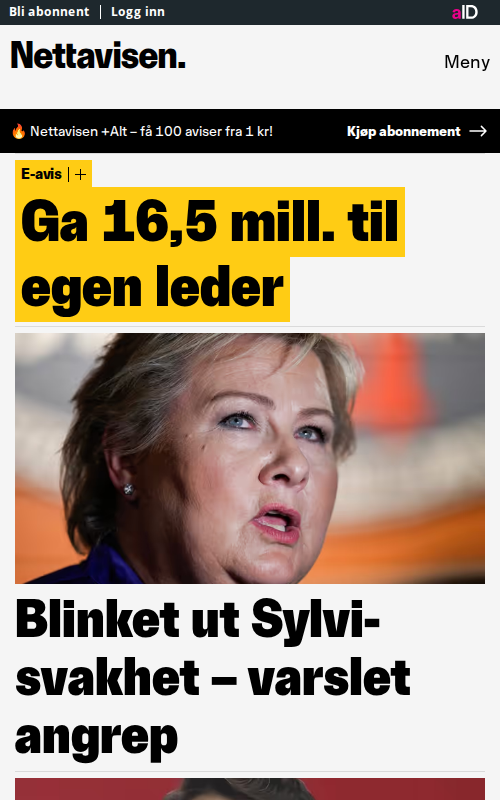 Bli abonnent | Logg inn
aID
Nettavisen.
Meny
🔥 Nettavisen +Alt – få 100 aviser fra 1 kr!
Kjøp abonnement →
E-avis | +
Ga 16,5 mill. til
egen leder
Blinket ut Sylvi-
svakhet – varslet
angrep